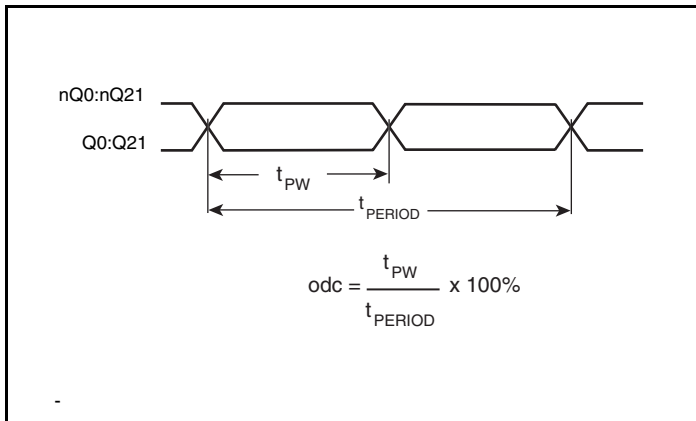 nQ0:nQ21
Q0:Q21
tPW
tPERIOD
odc = tPW / tPERIOD x 100%
-